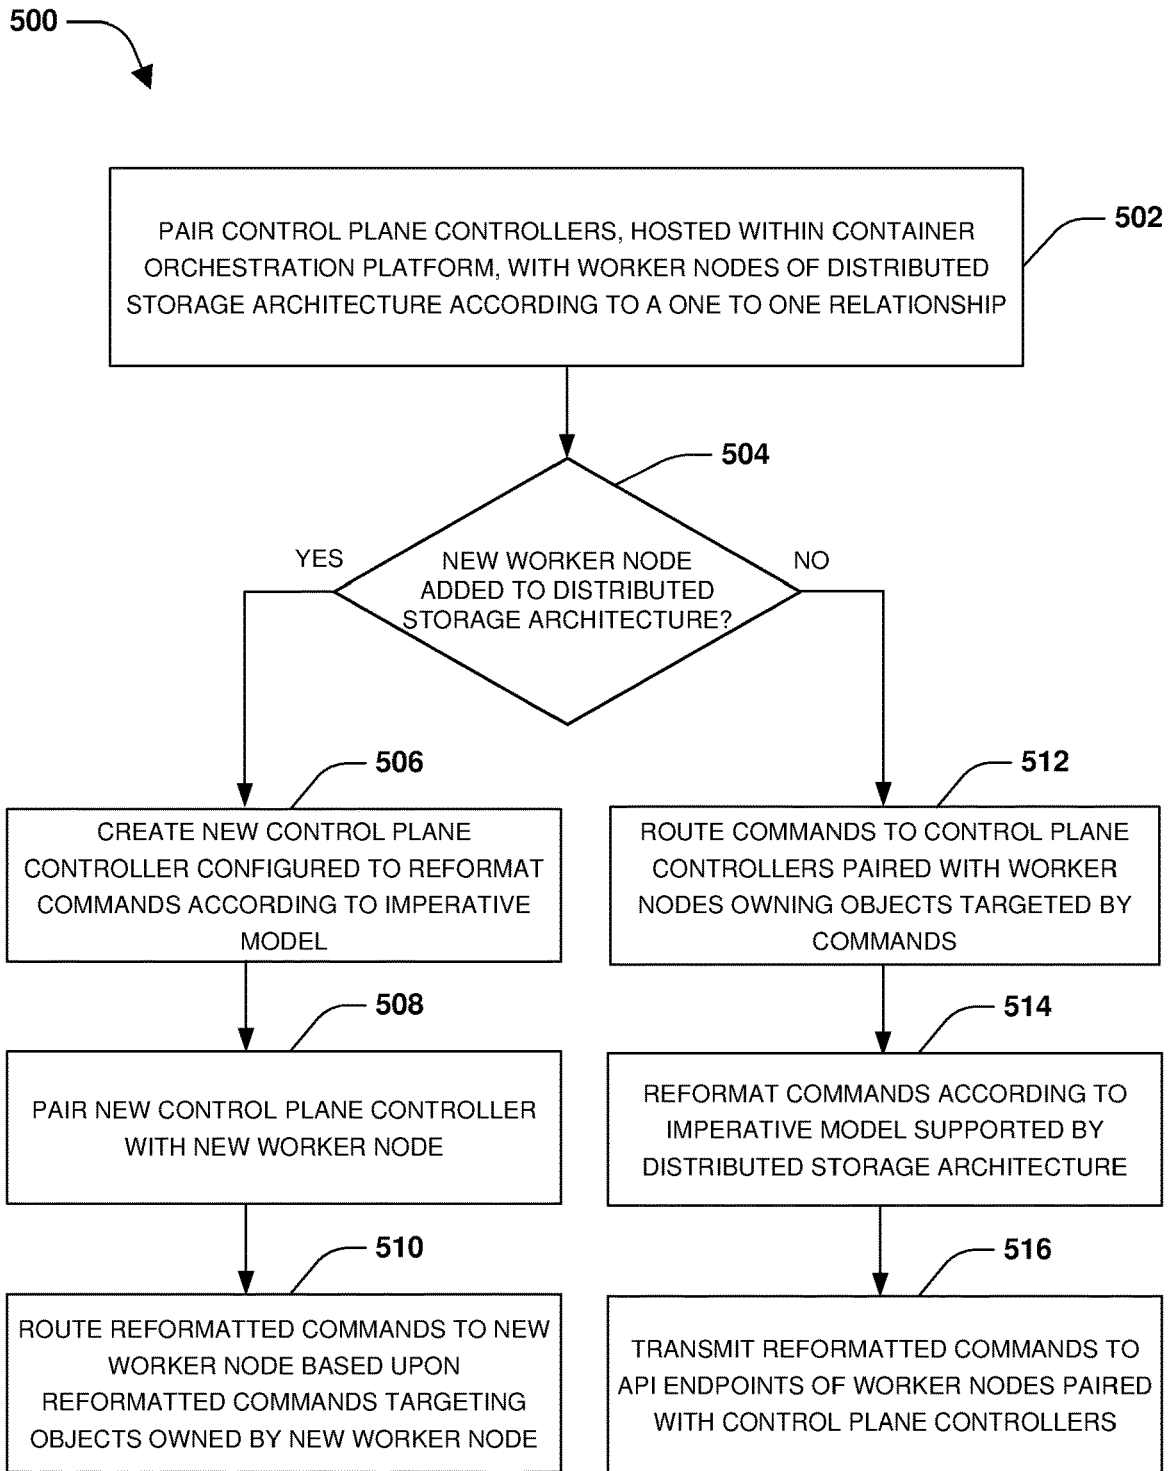 500
PAIR CONTROL PLANE CONTROLLERS, HOSTED WITHIN CONTAINER
ORCHESTRATION PLATFORM, WITH WORKER NODES OF DISTRIBUTED
STORAGE ARCHITECTURE ACCORDING TO A ONE TO ONE RELATIONSHIP
502
504
NEW WORKER NODE
ADDED TO DISTRIBUTED
STORAGE ARCHITECTURE?
YES
NO
506
CREATE NEW CONTROL PLANE
CONTROLLER CONFIGURED TO REFORMAT
COMMANDS ACCORDING TO IMPERATIVE
MODEL
508
PAIR NEW CONTROL PLANE CONTROLLER
WITH NEW WORKER NODE
510
ROUTE REFORMATTED COMMANDS TO NEW
WORKER NODE BASED UPON
REFORMATTED COMMANDS TARGETING
OBJECTS OWNED BY NEW WORKER NODE
512
ROUTE COMMANDS TO CONTROL PLANE
CONTROLLERS PAIRED WITH WORKER
NODES OWNING OBJECTS TARGETED BY
COMMANDS
514
REFORMAT COMMANDS ACCORDING TO
IMPERATIVE MODEL SUPPORTED BY
DISTRIBUTED STORAGE ARCHITECTURE
516
TRANSMIT REFORMATTED COMMANDS TO
API ENDPOINTS OF WORKER NODES PAIRED
WITH CONTROL PLANE CONTROLLERS